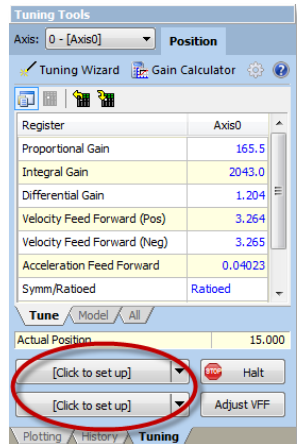 Tuning Tools
Axis: 0 - [Axis0] Position
Tuning Wizard Gain Calculator
Register Axis0
Proportional Gain 165.5
Integral Gain 2043.0
Differential Gain 1.204
Velocity Feed Forward (Pos) 3.264
Velocity Feed Forward (Neg) 3.265
Acceleration Feed Forward 0.04023
Symm/Ratioed Ratioed
Tune Model All
Actual Position 15.000
[Click to set up] STOP Halt
[Click to set up] Adjust VFF
Plotting History Tuning